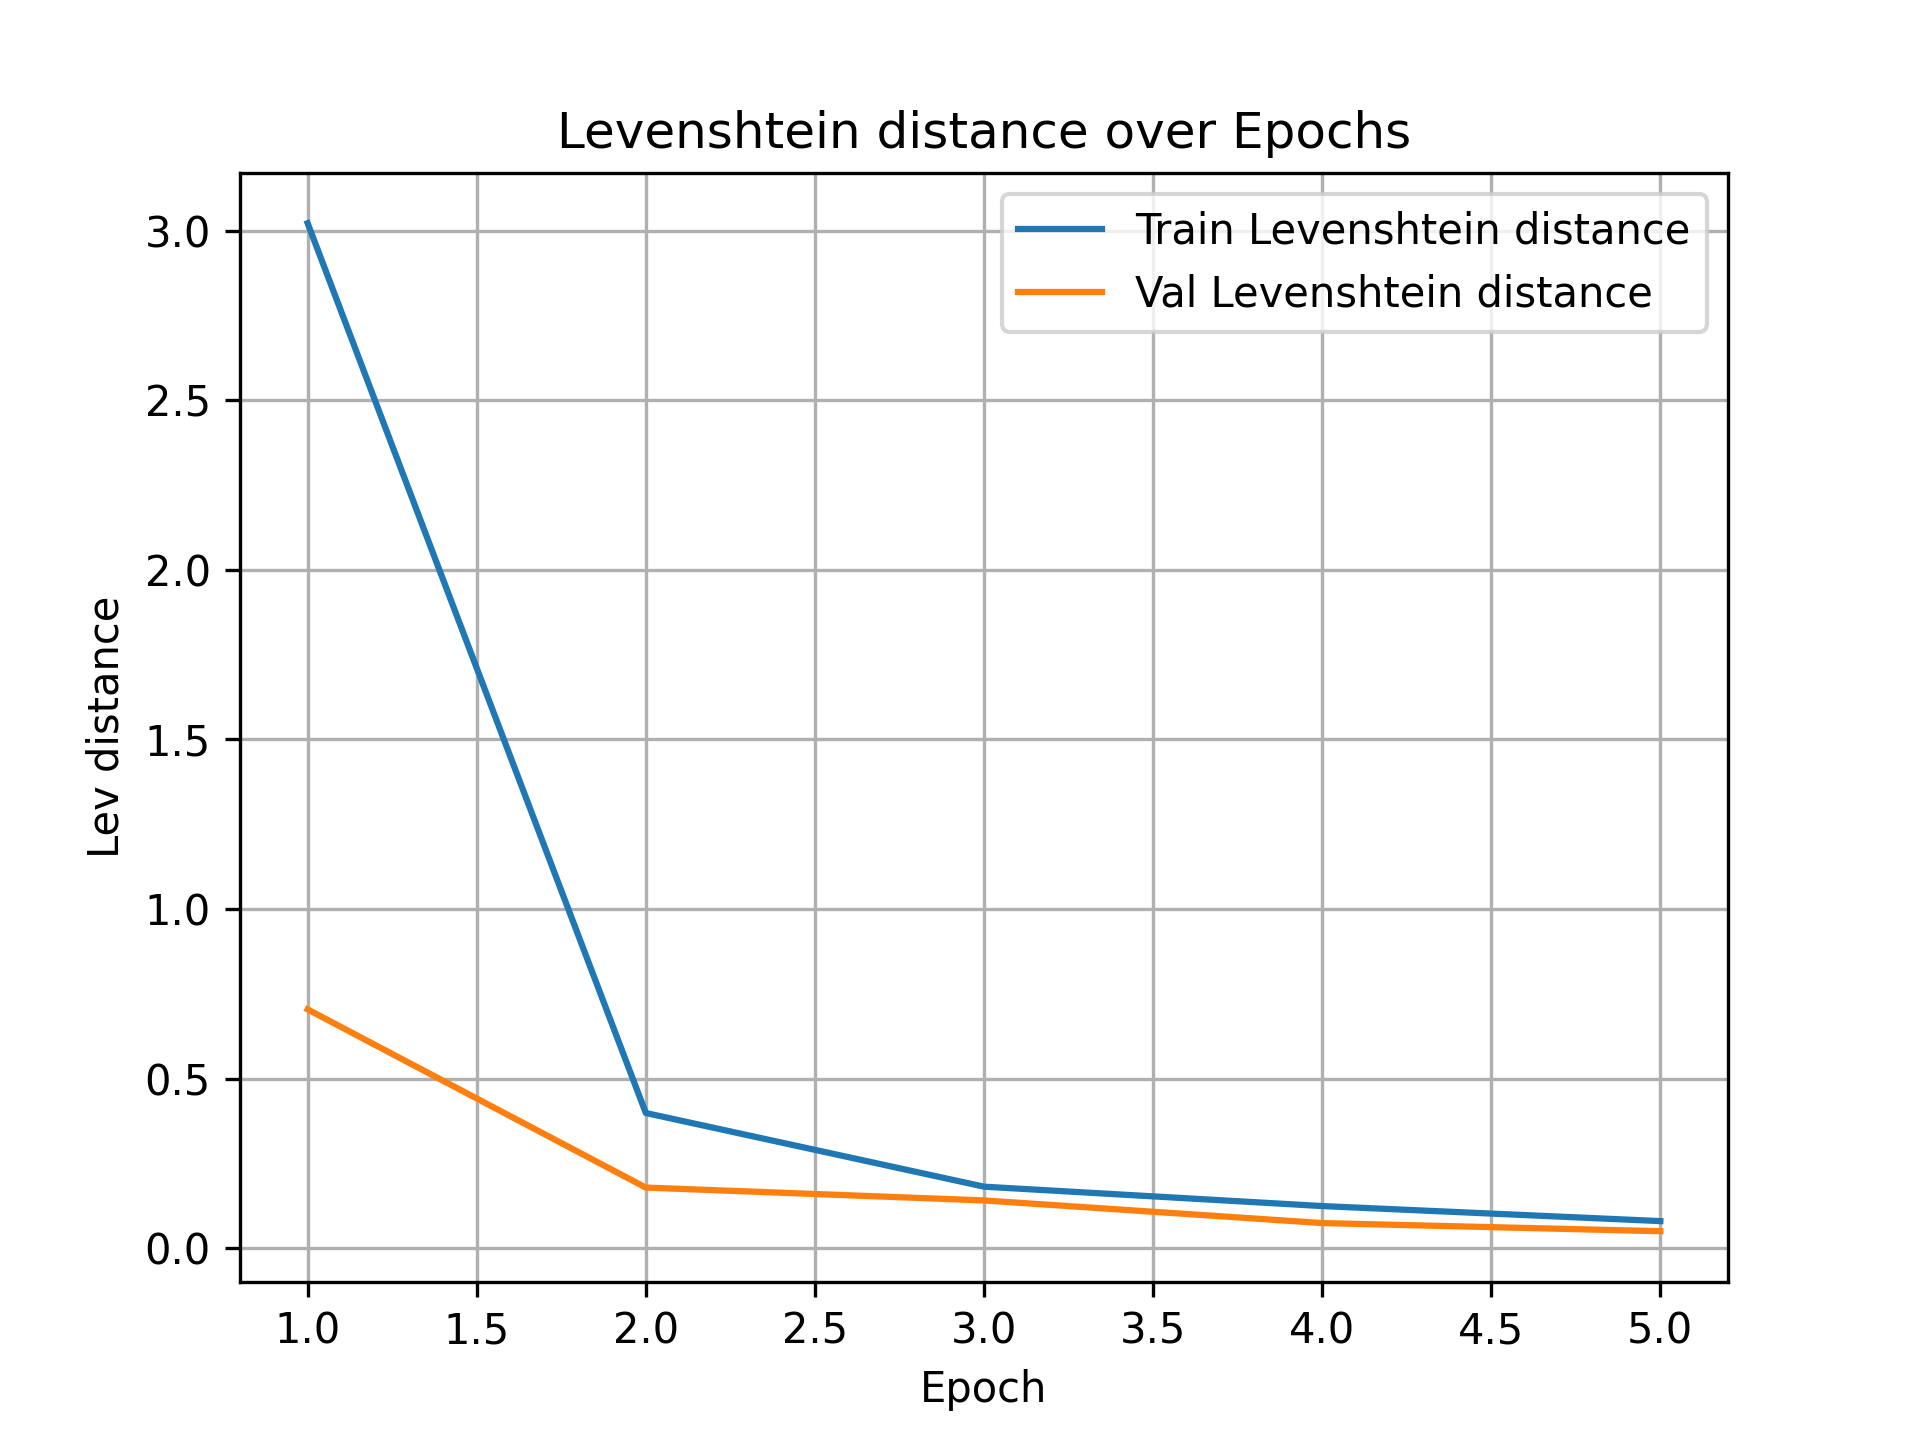 Levenshtein distance over Epochs
Train Levenshtein distance
Val Levenshtein distance
3.0
2.5
2.0
1.5
1.0
0.5
0.0
Lev distance
1.0 1.5 2.0 2.5 3.0 3.5 4.0 4.5 5.0
Epoch